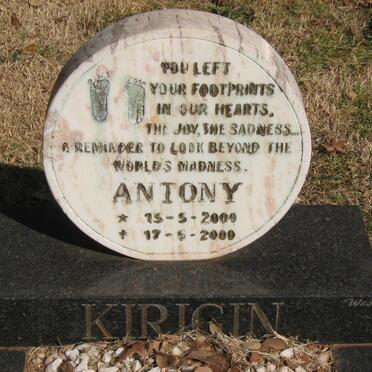 YOU LEFT
YOUR FOOTPRINTS
IN OUR HEARTS.
THE JOY, THE SADNESS...
A REMINDER TO LOOK BEYOND THE
WORLD'S MADNESS.
ANTONY
* 15-5-2000
† 17-5-2000
KIRIGIN